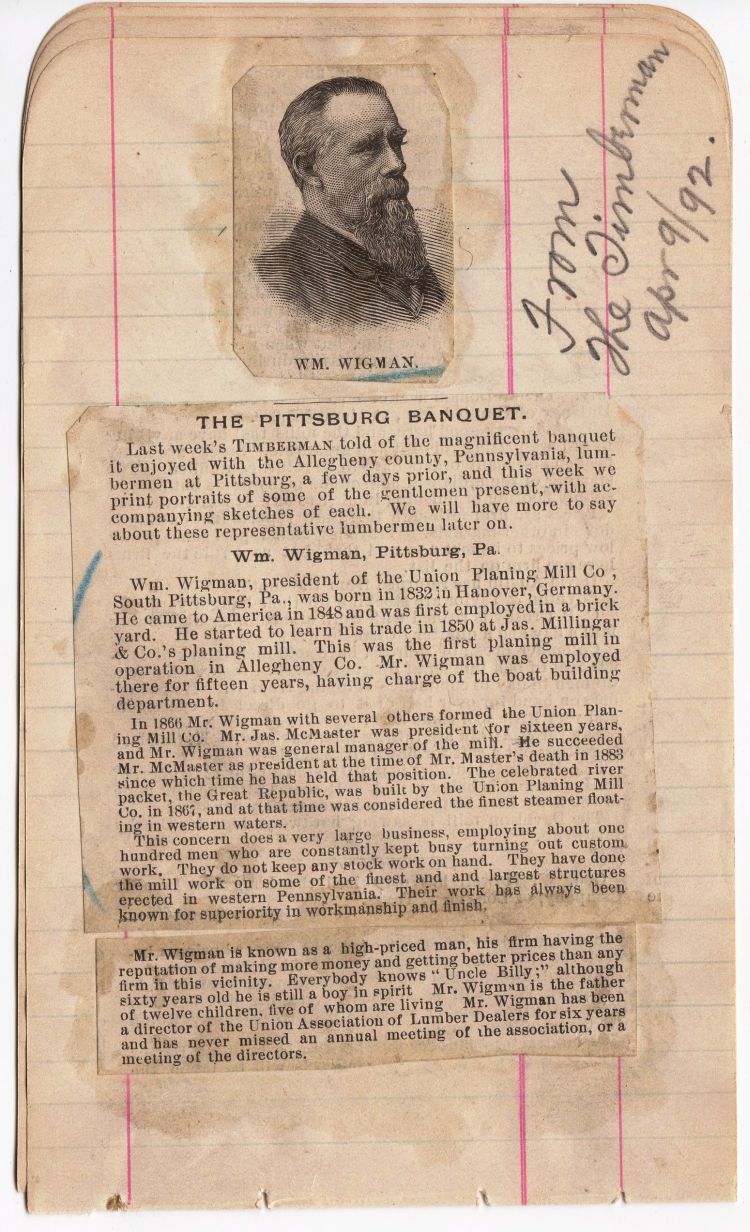 From
The Timberman
Apr 9/92.
WM. WIGMAN.
THE PITTSBURG BANQUET.
Last week's TIMBERMAN told of the magnificent banquet
it enjoyed with the Allegheny county, Pennsylvania, lum-
bermen at Pittsburg, a few days prior, and this week we
print portraits of some of the gentlemen present, with ac-
companying sketches of each. We will have more to say
about these representative lumbermen later on.
Wm. Wigman, Pittsburg, Pa.
Wm. Wigman, president of the Union Planing Mill Co ,
South Pittsburg, Pa., was born in 1832 in Hanover, Germany.
He came to America in 1848 and was first employed in a brick
yard. He started to learn his trade in 1850 at Jas. Millingar
& Co.'s planing mill. This was the first planing mill in
operation in Allegheny Co. Mr. Wigman was employed
there for fifteen years, having charge of the boat building
department.
In 1866 Mr. Wigman with several others formed the Union Plan-
ing Mill Co. Mr. Jas. McMaster was president for sixteen years,
and Mr. Wigman was general manager of the mill. He succeeded
Mr. McMaster as president at the time of Mr. Master's death in 1883
since which time he has held that position. The celebrated river
packet, the Great Republic, was built by the Union Planing Mill
Co. in 1867, and at that time was considered the finest steamer float-
ing in western waters.
This concern does a very large business, employing about one
hundred men who are constantly kept busy turning out custom
work. They do not keep any stock work on hand. They have done
the mill work on some of the finest and and largest structures
erected in western Pennsylvania. Their work has always been
known for superiority in workmanship and finish.
Mr. Wigman is known as a high-priced man, his firm having the
reputation of making more money and getting better prices than any
firm in this vicinity. Everybody knows "Uncle Billy;" although
sixty years old he is still a boy in spirit Mr. Wigman is the father
of twelve children, five of whom are living Mr. Wigman has been
a director of the Union Association of Lumber Dealers for six years
and has never missed an annual meeting of the association, or a
meeting of the directors.